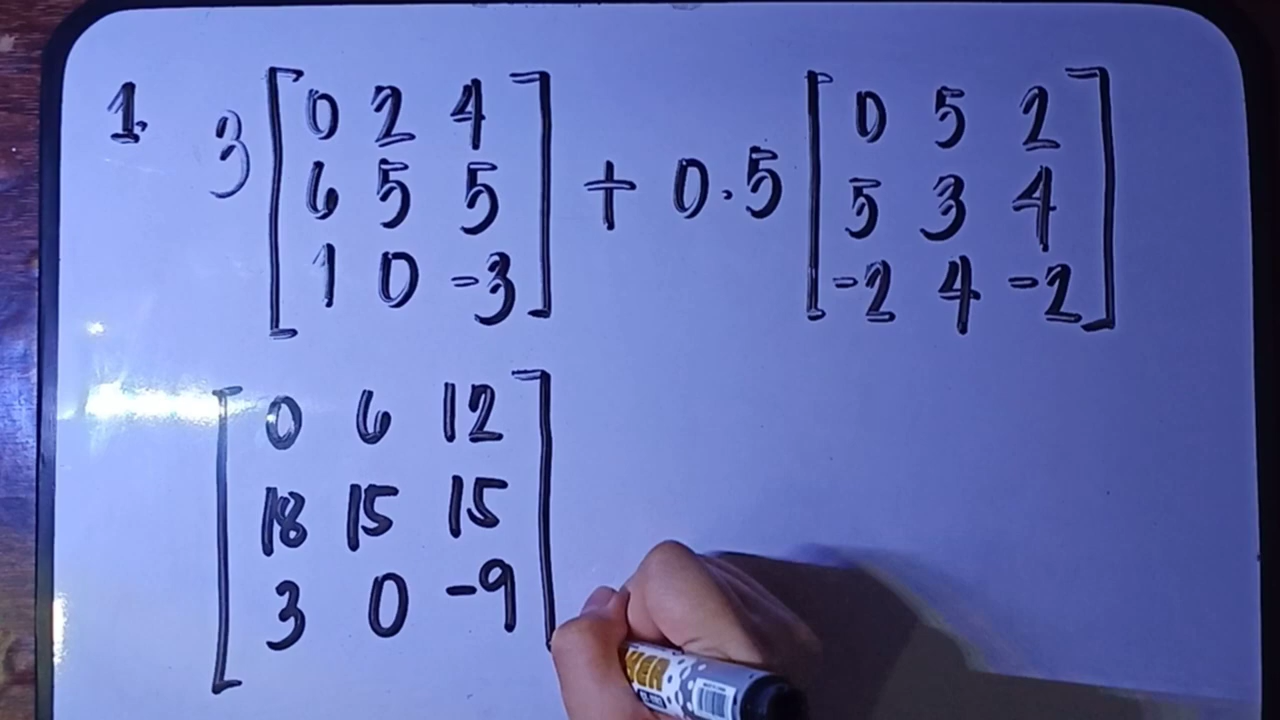 1. 3 [0 2 4] + 0.5 [0 5 2]
[6 5 5] [5 3 4]
[1 0 -3] [-2 4 -2]
[0 6 12]
[18 15 15]
[3 0 -9]